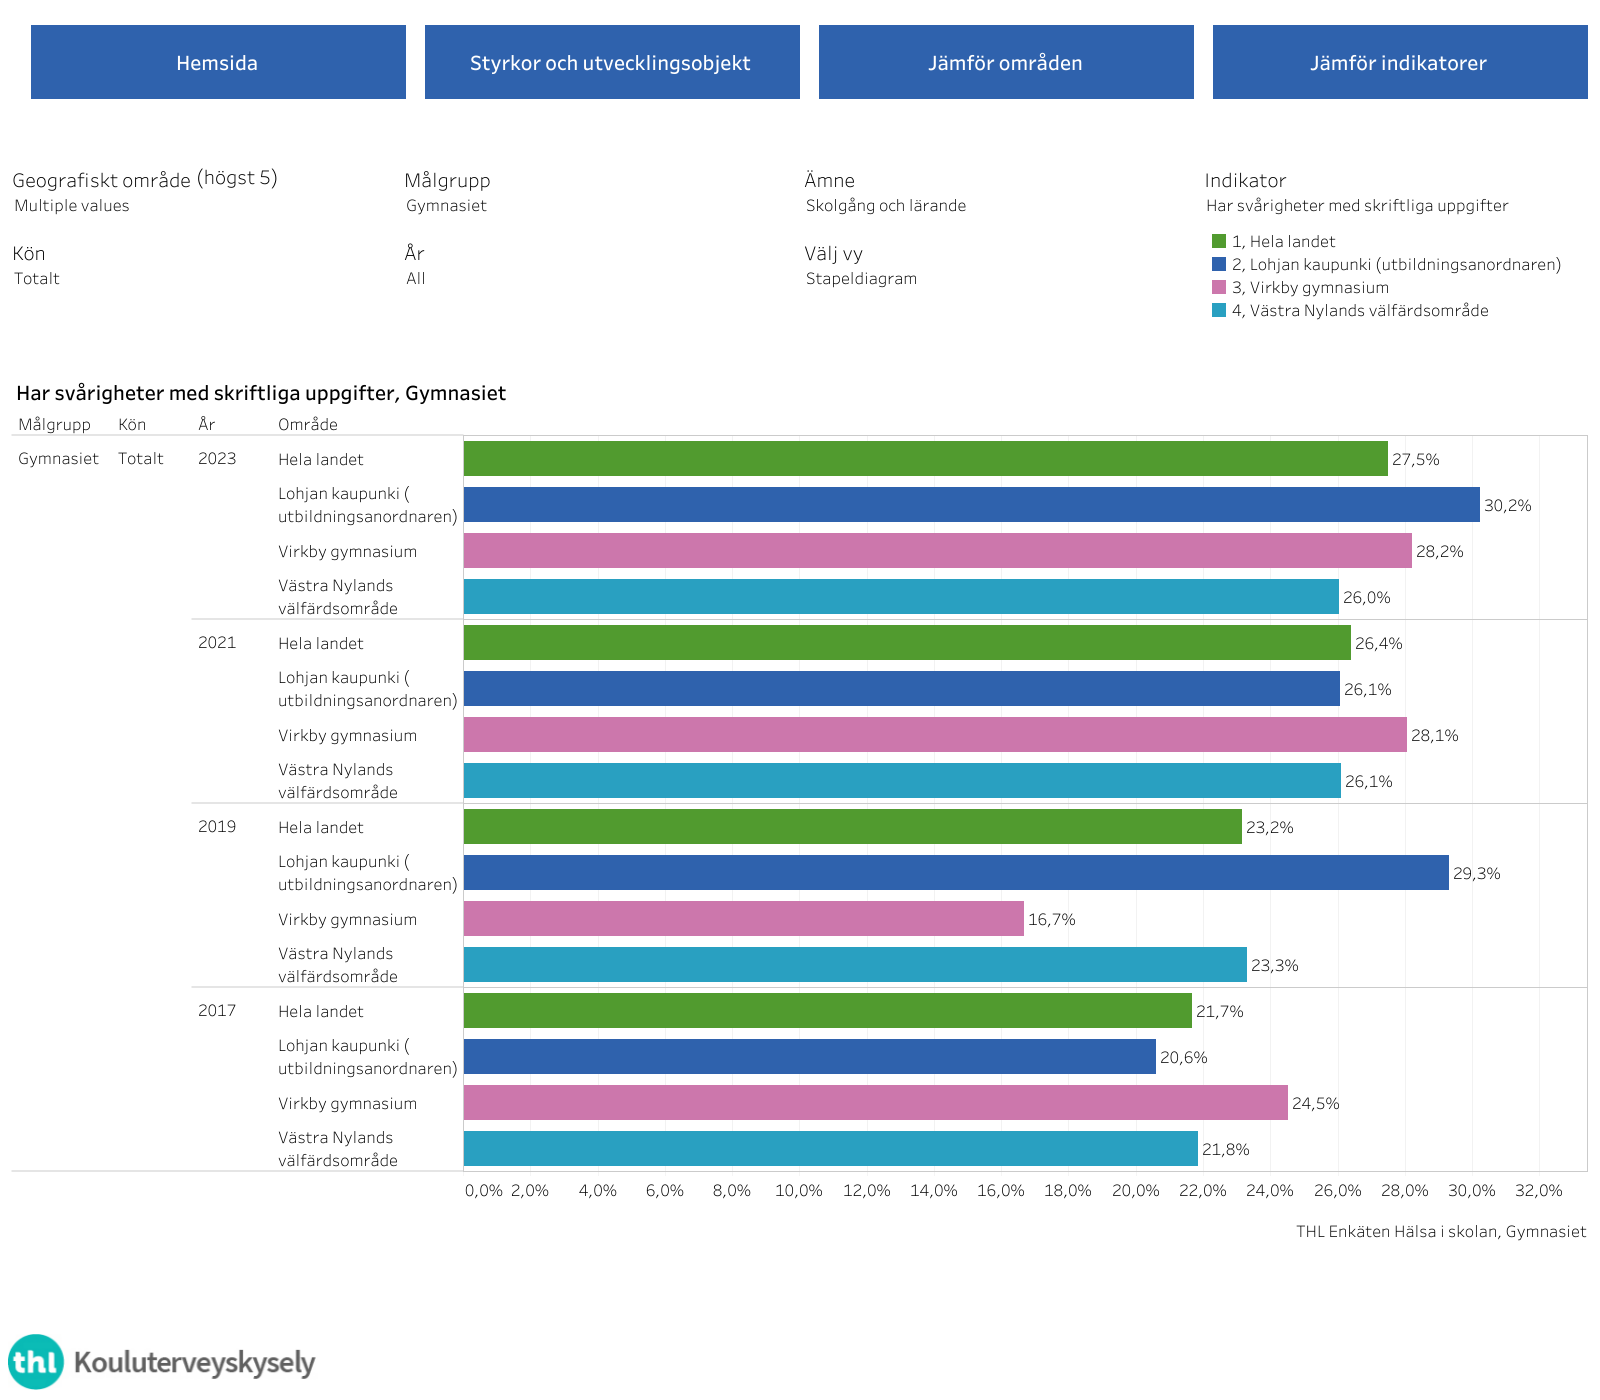 Hemsida
Styrkor och utvecklingsobjekt
Jämför områden
Jämför indikatorer
Geografiskt område (högst 5)
Multiple values
Målgrupp
Gymnasiet
Ämne
Skolgång och lärande
Indikator
Har svårigheter med skriftliga uppgifter
Kön
Totalt
År
All
Välj vy
Stapeldiagram
1, Hela landet
2, Lohjan kaupunki (utbildningsanordnaren)
3, Virkby gymnasium
4, Västra Nylands välfärdsområde
Har svårigheter med skriftliga uppgifter, Gymnasiet
Målgrupp Kön År Område
Gymnasiet Totalt 2023 Hela landet 27,5%
Lohjan kaupunki (
utbildningsanordnaren) 30,2%
Virkby gymnasium 28,2%
Västra Nylands
välfärdsområde 26,0%
2021 Hela landet 26,4%
Lohjan kaupunki (
utbildningsanordnaren) 26,1%
Virkby gymnasium 28,1%
Västra Nylands
välfärdsområde 26,1%
2019 Hela landet 23,2%
Lohjan kaupunki (
utbildningsanordnaren) 29,3%
Virkby gymnasium 16,7%
Västra Nylands
välfärdsområde 23,3%
2017 Hela landet 21,7%
Lohjan kaupunki (
utbildningsanordnaren) 20,6%
Virkby gymnasium 24,5%
Västra Nylands
välfärdsområde 21,8%
0,0% 2,0% 4,0% 6,0% 8,0% 10,0% 12,0% 14,0% 16,0% 18,0% 20,0% 22,0% 24,0% 26,0% 28,0% 30,0% 32,0%
THL Enkäten Hälsa i skolan, Gymnasiet
thl Kouluterveyskysely